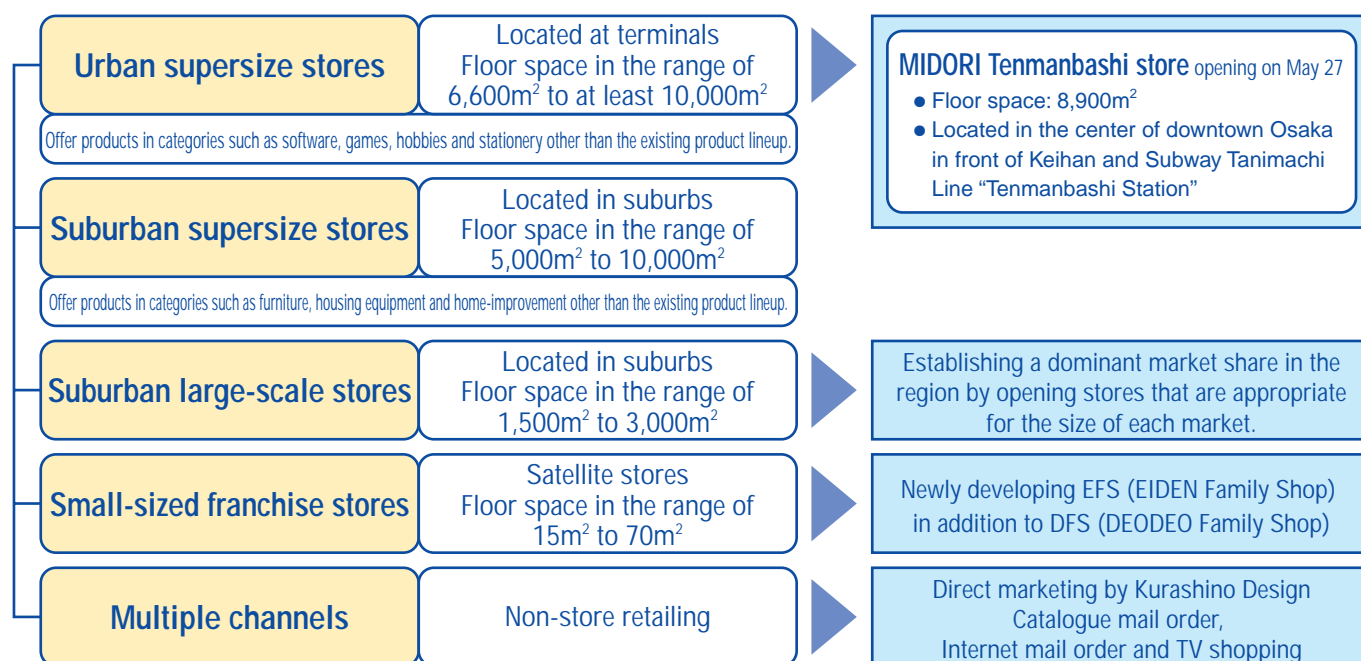 Urban supersize stores
Located at terminals
Floor space in the range of
6,600m² to at least 10,000m²
MIDORI Tenmanbashi store opening on May 27
● Floor space: 8,900m²
● Located in the center of downtown Osaka
in front of Keihan and Subway Tanimachi
Line “Tenmanbashi Station”
Offer products in categories such as software, games, hobbies and stationery other than the existing product lineup.
Suburban supersize stores
Located in suburbs
Floor space in the range of
5,000m² to 10,000m²
Offer products in categories such as furniture, housing equipment and home-improvement other than the existing product lineup.
Suburban large-scale stores
Located in suburbs
Floor space in the range of
1,500m² to 3,000m²
Establishing a dominant market share in the
region by opening stores that are appropriate
for the size of each market.
Small-sized franchise stores
Satellite stores
Floor space in the range of
15m² to 70m²
Newly developing EFS (EIDEN Family Shop)
in addition to DFS (DEODEO Family Shop)
Multiple channels
Non-store retailing
Direct marketing by Kurashino Design
Catalogue mail order,
Internet mail order and TV shopping